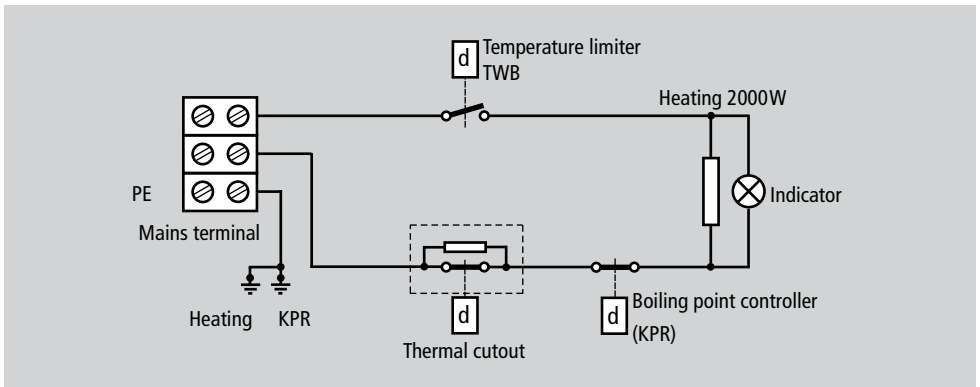 d
Temperature limiter
TWB
Heating 2000W
PE
Indicator
Mains terminal
Heating KPR
d
Thermal cutout
d
Boiling point controller
(KPR)